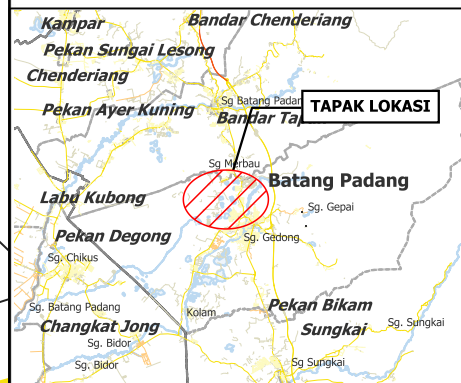 Kampar
Bandar Chenderiang
Pekan Sungai Lesong
Chenderiang
Sg Batang Padan
TAPAK LOKASI
Pekan Ayer Kuning
Bandar Tap
Sg Merbau
Batang Padang
Labu Kubong
Sg. Gepai
Pekan Degong
Sg. Gedong
Sg. Chikus
Sg. Batang Padang
Kolam
Pekan Bikam
Changkat Jong
Sungkai
Sg. Sungkai
Sg. Bidor
Sg. Bidor
Sg Sungkai